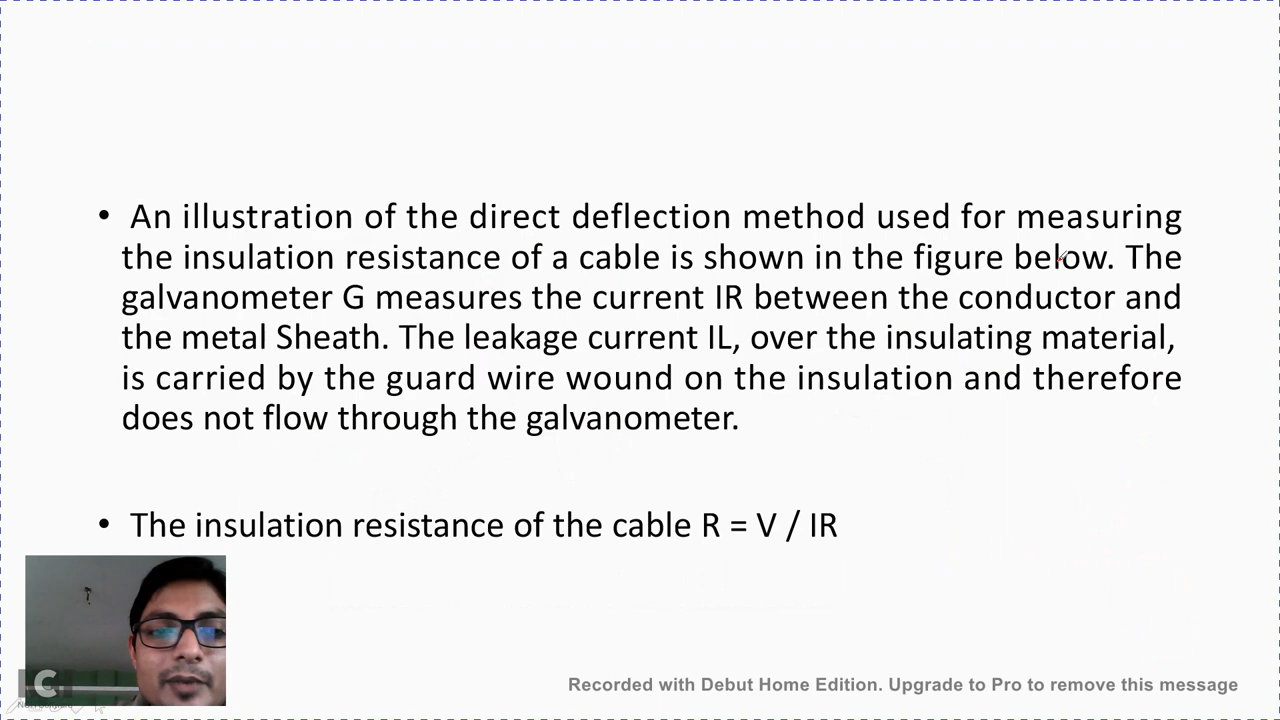 • An illustration of the direct deflection method used for measuring
the insulation resistance of a cable is shown in the figure below. The
galvanometer G measures the current IR between the conductor and
the metal Sheath. The leakage current IL, over the insulating material,
is carried by the guard wire wound on the insulation and therefore
does not flow through the galvanometer.
• The insulation resistance of the cable R = V / IR
C
Recorded with Debut Home Edition. Upgrade to Pro to remove this message